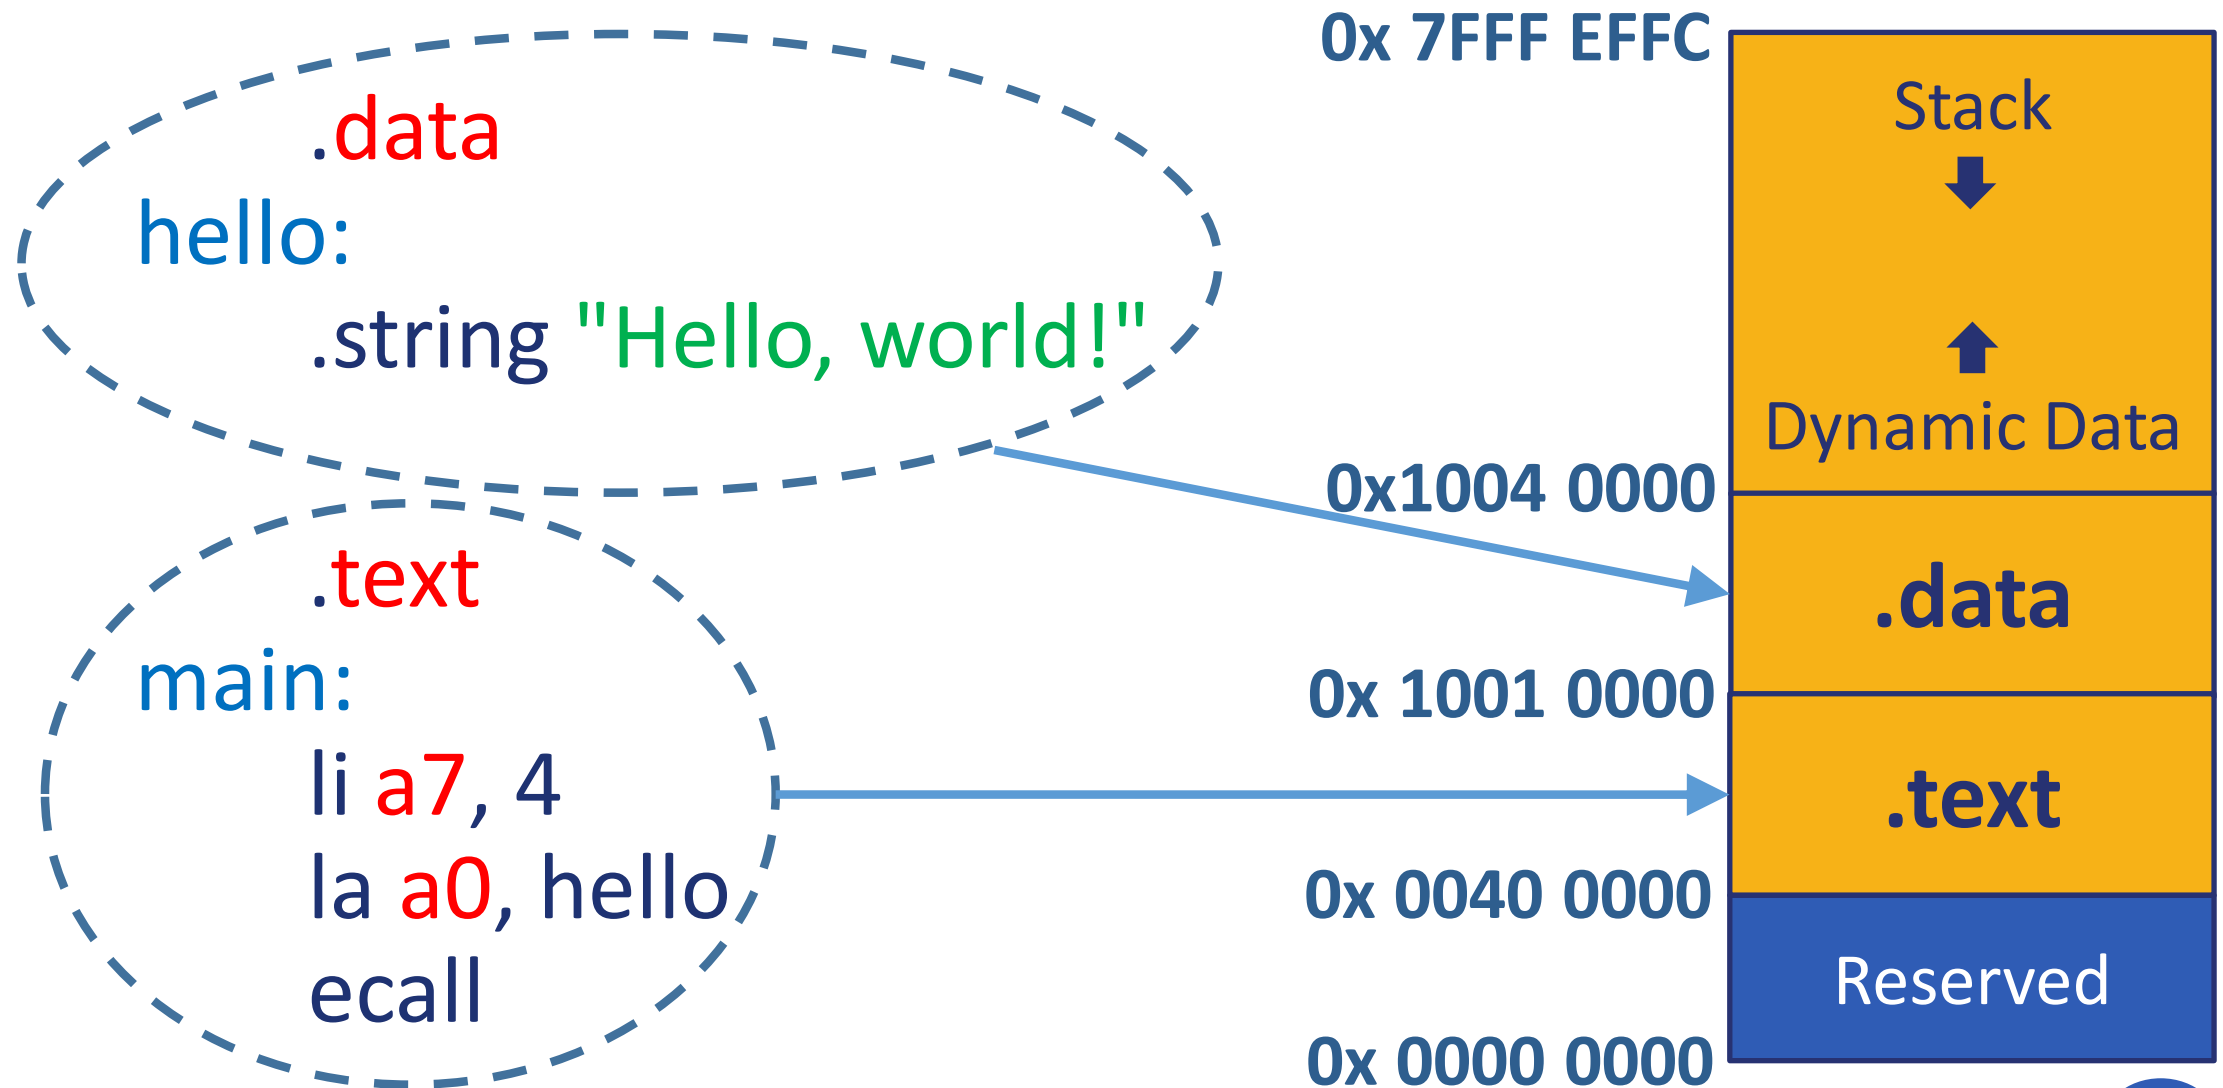 .data
hello:
.string "Hello, world!"
.text
main:
li a7, 4
la a0, hello
ecall
0x 7FFF EFFC
Stack
Dynamic Data
0x1004 0000
.data
0x 1001 0000
.text
0x 0040 0000
Reserved
0x 0000 0000